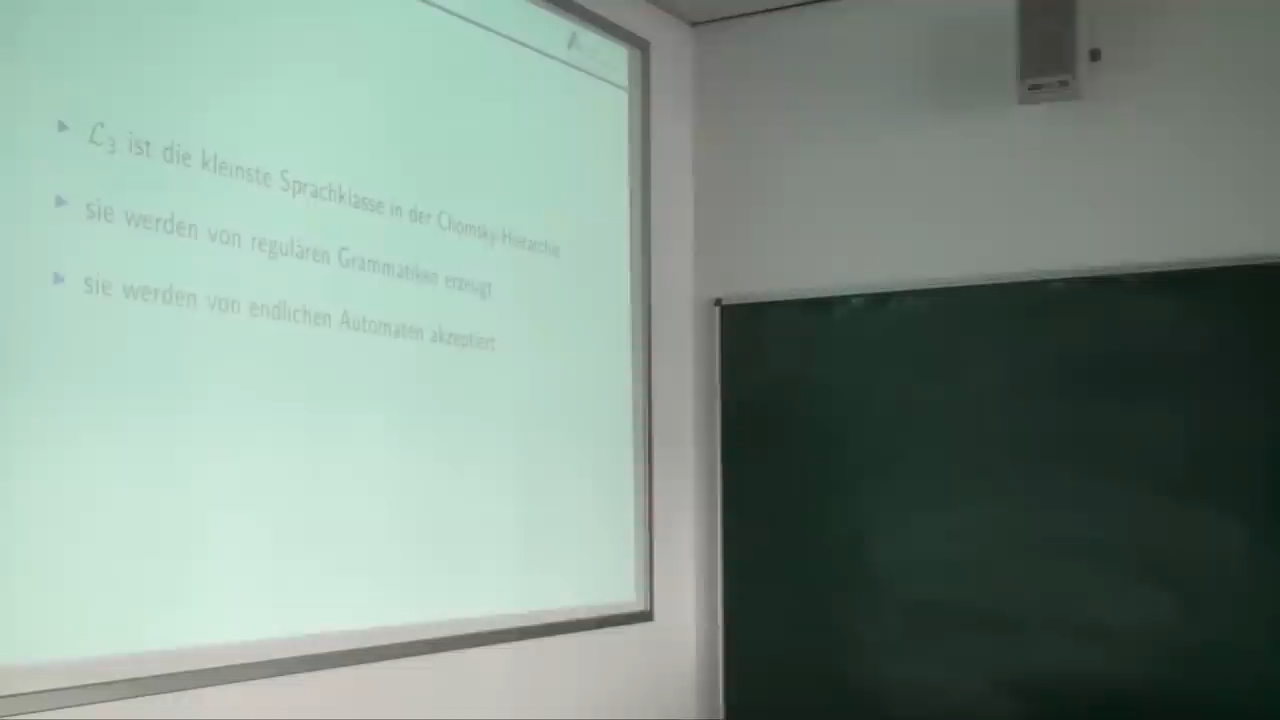 ▶ ℒ₃ ist die kleinste Sprachklasse in der Chomsky Hierarchie
▶ sie werden von regulären Grammatiken erzeugt
▶ sie werden von endlichen Automaten akzeptiert